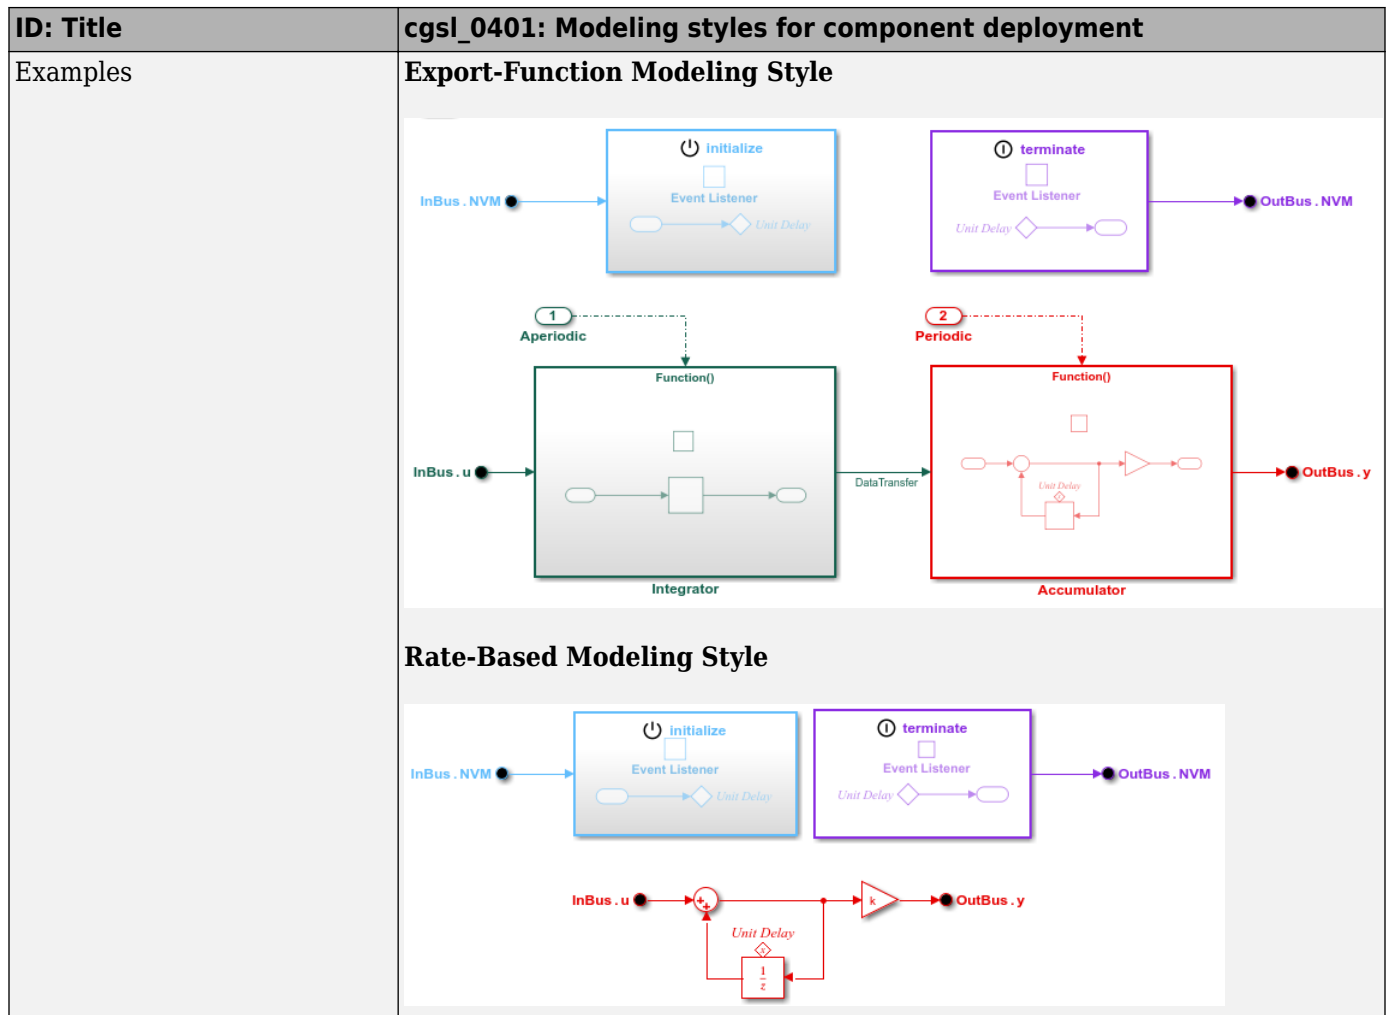 ID: Title
cgsl_0401: Modeling styles for component deployment
Examples
Export-Function Modeling Style
initialize
terminate
Event Listener
Event Listener
InBus.NVM
OutBus.NVM
Unit Delay
Unit Delay
1
2
Aperiodic
Periodic
Function()
Function()
InBus.u
DataTransfer
Unit Delay
OutBus.y
Integrator
Accumulator
Rate-Based Modeling Style
initialize
terminate
Event Listener
Event Listener
InBus.NVM
OutBus.NVM
Unit Delay
Unit Delay
InBus.u
+
+
k
OutBus.y
Unit Delay
x
1
z